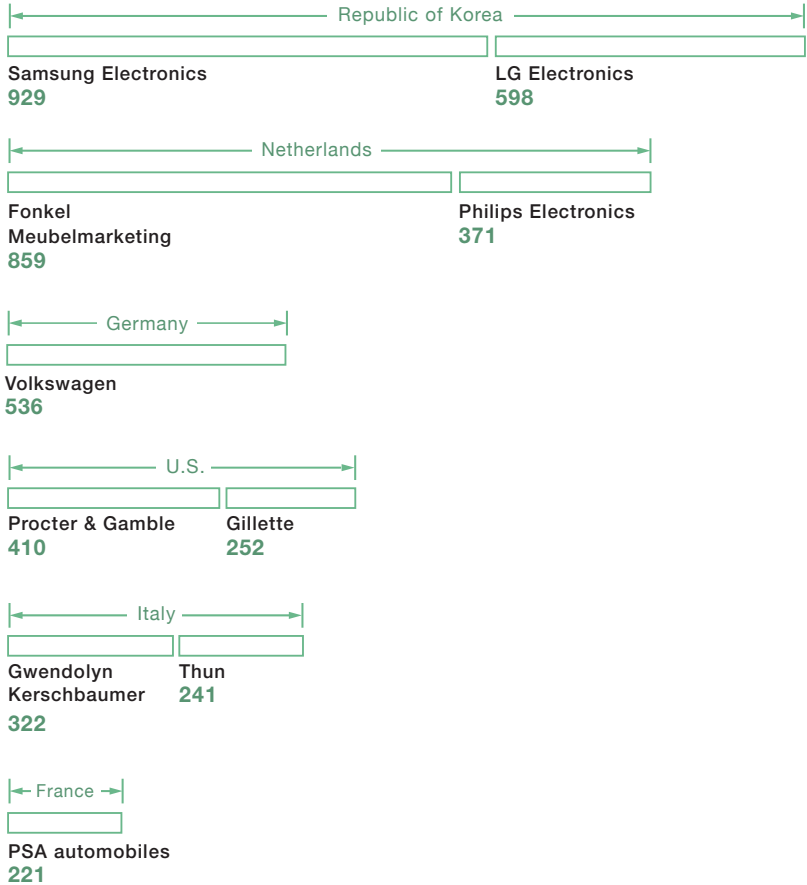 Republic of Korea
Samsung Electronics
929
LG Electronics
598
Netherlands
Fonkel
Meubelmarketing
859
Philips Electronics
371
Germany
Volkswagen
536
U.S.
Procter & Gamble
410
Gillette
252
Italy
Gwendolyn
Kerschbaumer
322
Thun
241
France
PSA automobiles
221